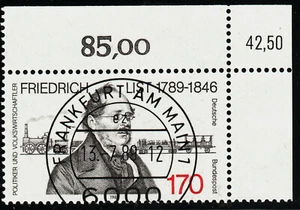 85,00
42,50
FRIEDRICH LIST 1789-1846
POLITIKER UND VOLKSWIRTSCHAFTLER
Deutsche
Bundespost
FRANKFURT AM MAIN 1
13.7.89-12
6000
170